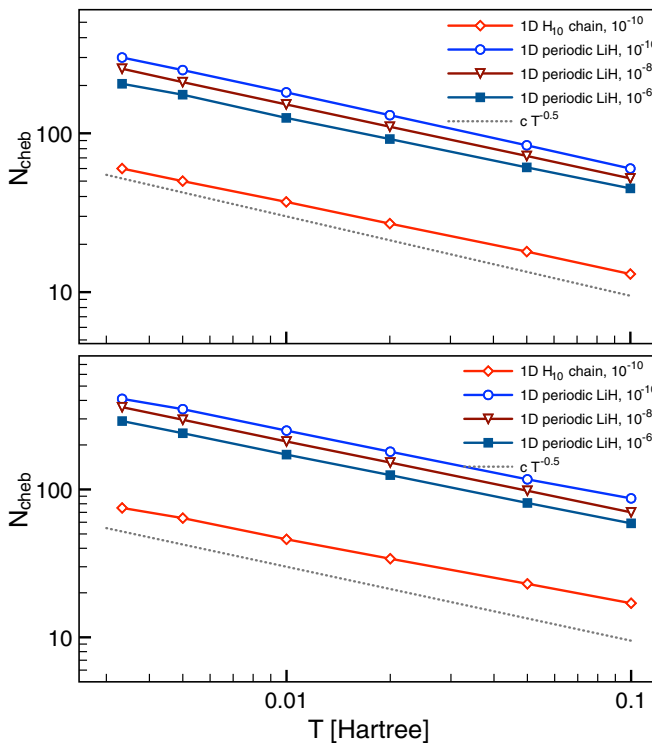 1D H10 chain, 10-10
1D periodic LiH, 10-10
1D periodic LiH, 10-8
1D periodic LiH, 10-6
c T-0.5
100
10
Ncheb
1D H10 chain, 10-10
1D periodic LiH, 10-10
1D periodic LiH, 10-8
1D periodic LiH, 10-6
c T-0.5
100
10
Ncheb
0.01 0.1
T [Hartree]